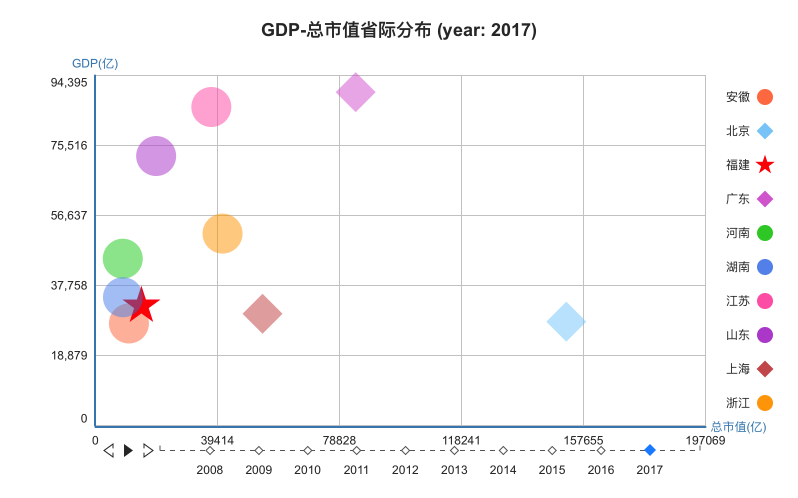 GDP-总市值省际分布 (year: 2017)
GDP(亿)
94,395
75,516
56,637
37,758
18,879
0
安徽
北京
福建
广东
河南
湖南
江苏
山东
上海
浙江
总市值(亿)
0 39414 78828 118241 157655 197069
2008 2009 2010 2011 2012 2013 2014 2015 2016 2017